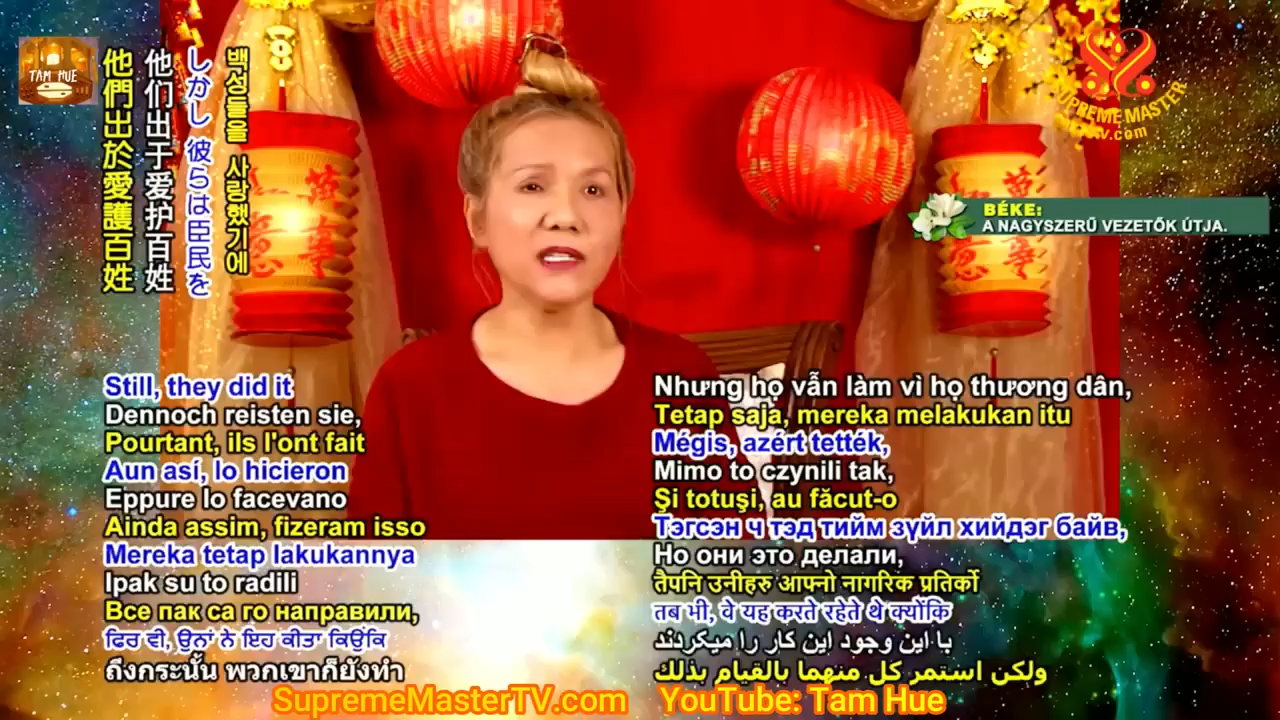 TAM HUE
他們出於愛護百姓
他们出于爱护百姓
しかし 彼らは臣民を
백성들을 사랑했기에
SUPREME MASTER
TV.com
BÉKE:
A NAGYSZERŰ VEZETŐK ÚTJA.
Still, they did it
Dennoch reisten sie,
Pourtant, ils l'ont fait
Aun así, lo hicieron
Eppure lo facevano
Ainda assim, fizeram isso
Mereka tetap lakukannya
Ipak su to radili
Все пак са го направили,
ਫਿਰ ਵੀ, ਉਨਾਂ ਨੇ ਇਹ ਕੀਤਾ ਕਿਉਂਕਿ
ถึงกระนั้น พวกเขาก็ยังทำ
Nhưng họ vẫn làm vì họ thương dân,
Tetap saja, mereka melakukan itu
Mégis, azért tették,
Mimo to czynili tak,
Şi totuşi, au făcut-o
Тэгсэн ч тэд тийм зүйл хийдэг байв,
Но они это делали,
तैपनि उनीहरु आफ्नो नागरिक प्रतिको
तब भी, वे यह करते रहेते थे क्योंकि
با این وجود این کار را میکردند
ولكن استمر كل منهما بالقيام بذلك
SupremeMasterTV.com
YouTube: Tam Hue